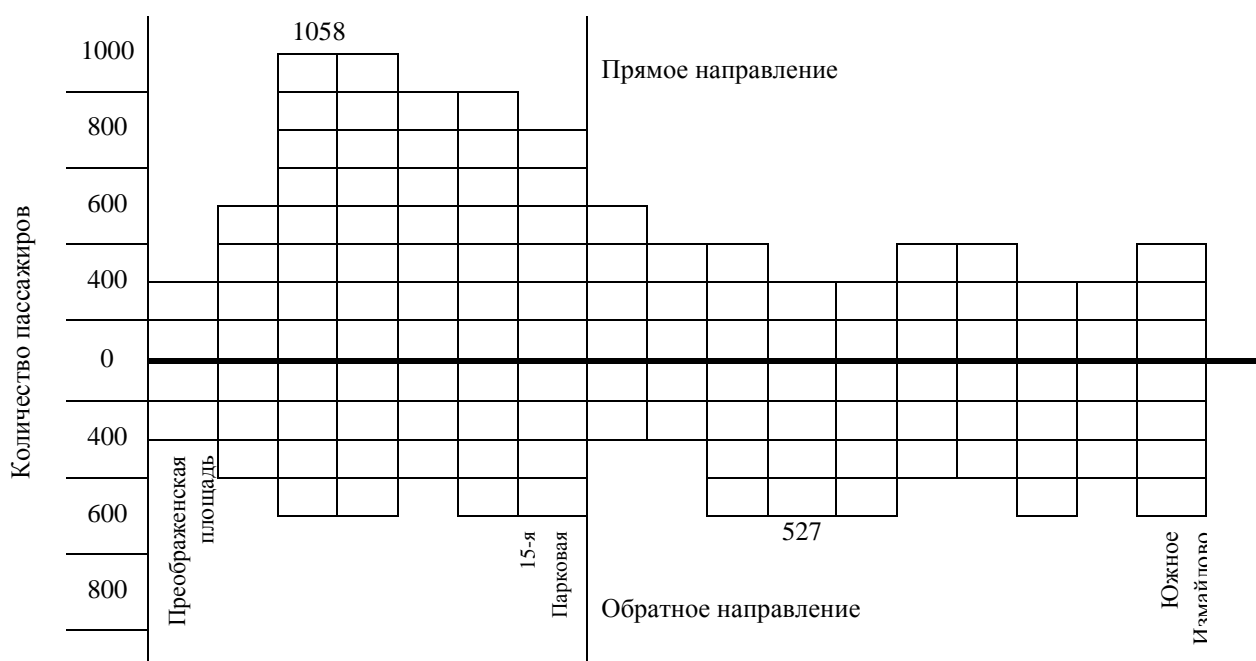 Количество пассажиров
1000
800
600
400
0
400
600
800
1058
Прямое направление
Преображенская
площадь
15-я
Парковая
527
Обратное направление
Южное
Измайлово